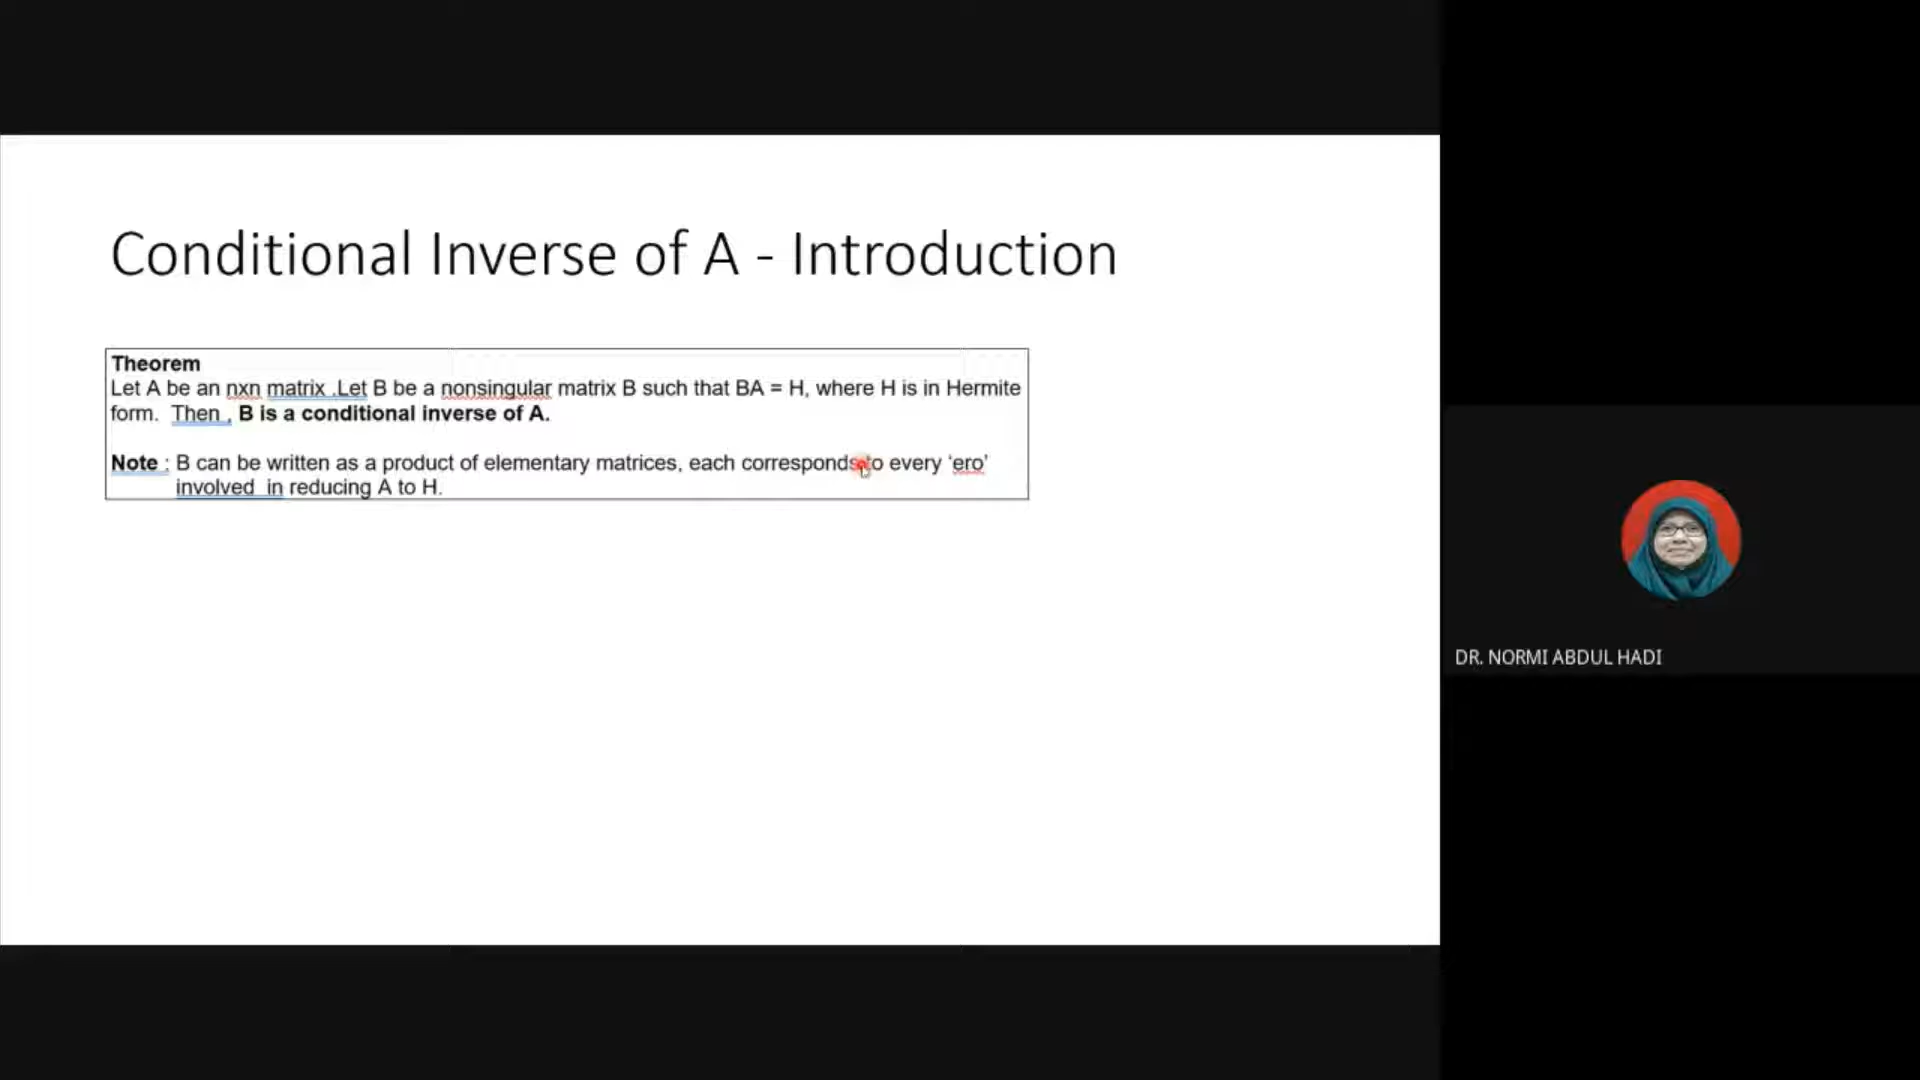 Conditional Inverse of A - Introduction
Theorem
Let A be an nxn matrix .Let B be a nonsingular matrix B such that BA = H, where H is in Hermite
form. Then , B is a conditional inverse of A.
Note : B can be written as a product of elementary matrices, each corresponds to every ‘ero’
involved in reducing A to H.
DR. NORMI ABDUL HADI